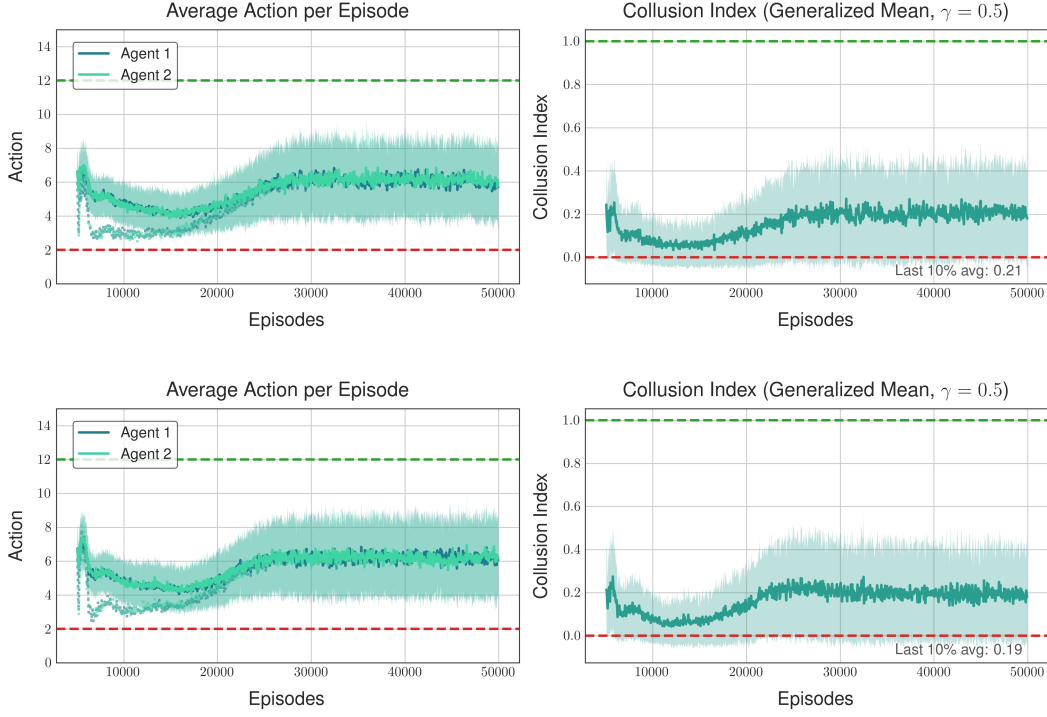 Average Action per Episode
Collusion Index (Generalized Mean, γ = 0.5)
14
12
10
8
6
4
2
0
Action
Agent 1
Agent 2
10000
20000
30000
40000
50000
Episodes
1.0
0.8
0.6
0.4
0.2
0.0
Collusion Index
Last 10% avg: 0.21
10000
20000
30000
40000
50000
Episodes
Average Action per Episode
Collusion Index (Generalized Mean, γ = 0.5)
14
12
10
8
6
4
2
0
Action
Agent 1
Agent 2
10000
20000
30000
40000
50000
Episodes
1.0
0.8
0.6
0.4
0.2
0.0
Collusion Index
Last 10% avg: 0.19
10000
20000
30000
40000
50000
Episodes